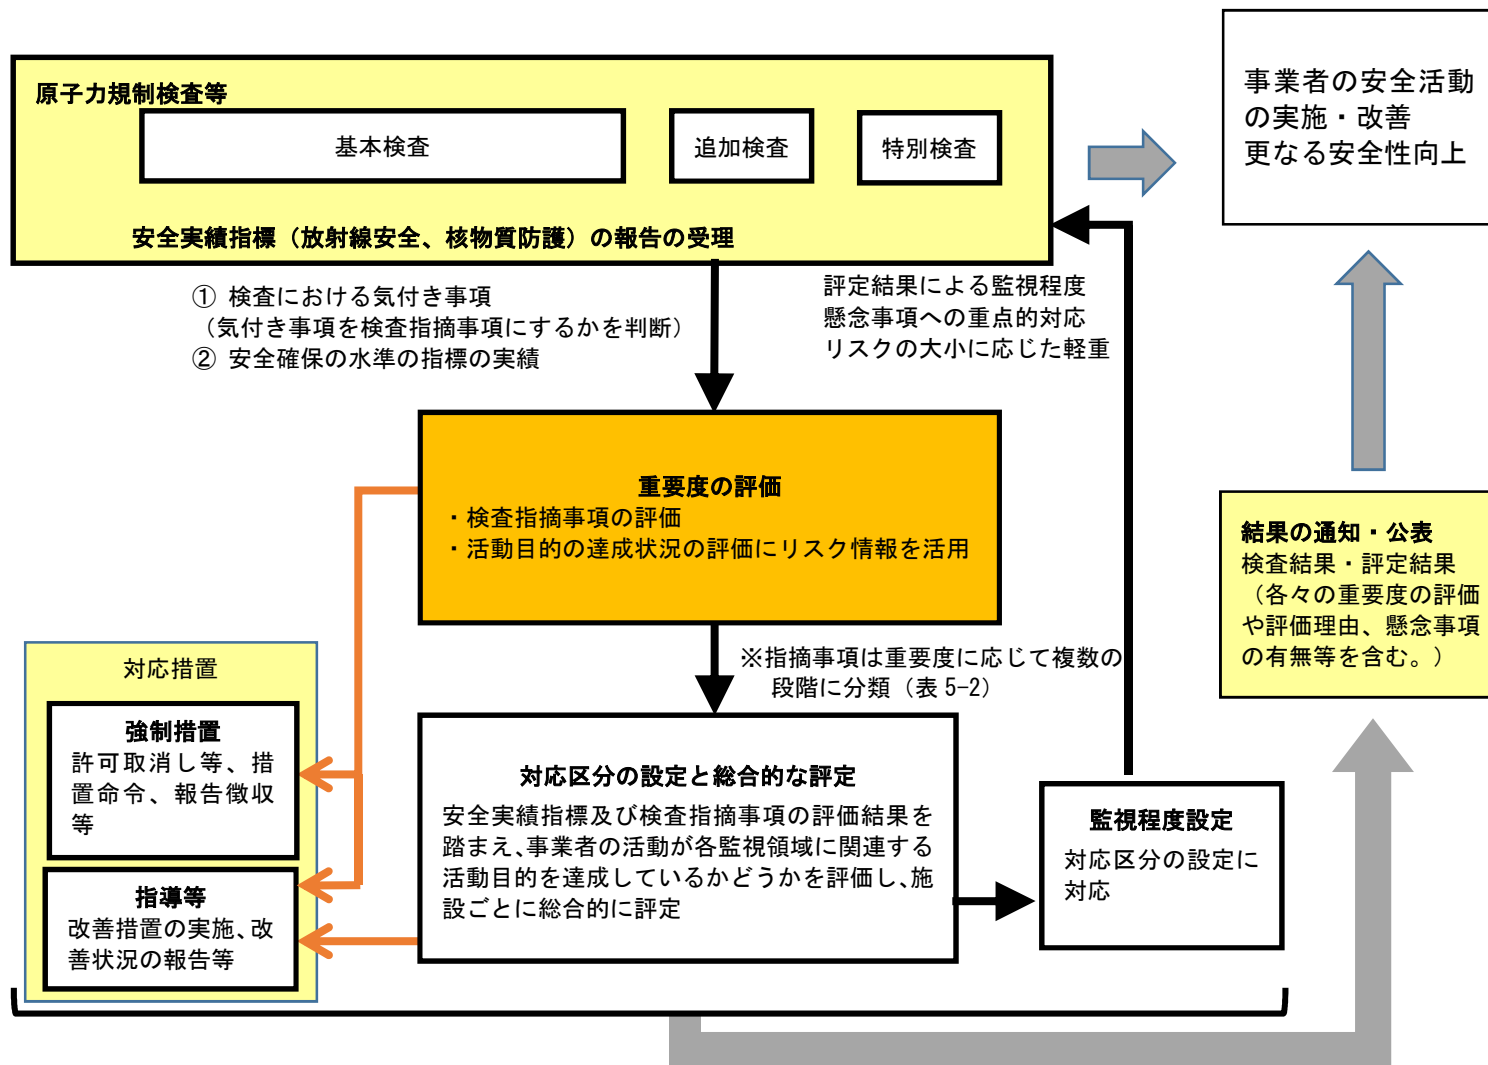 原子力規制検査等
基本検査
追加検査
特別検査
安全実績指標（放射線安全、核物質防護）の報告の受理
事業者の安全活動
の実施・改善
更なる安全性向上
① 検査における気付き事項
（気付き事項を検査指摘事項にするかを判断）
② 安全確保の水準の指標の実績
評定結果による監視程度
懸念事項への重点的対応
リスクの大小に応じた軽重
重要度の評価
・検査指摘事項の評価
・活動目的の達成状況の評価にリスク情報を活用
結果の通知・公表
検査結果・評定結果
（各々の重要度の評価
や評価理由、懸念事項
の有無等を含む。）
※指摘事項は重要度に応じて複数の
段階に分類（表 5-2）
対応措置
強制措置
許可取消し等、措
置命令、報告徴収
等
指導等
改善措置の実施、改
善状況の報告等
対応区分の設定と総合的な評定
安全実績指標及び検査指摘事項の評価結果を
踏まえ、事業者の活動が各監視領域に関連する
活動目的を達成しているかどうかを評価し、施
設ごとに総合的に評定
監視程度設定
対応区分の設定に
対応